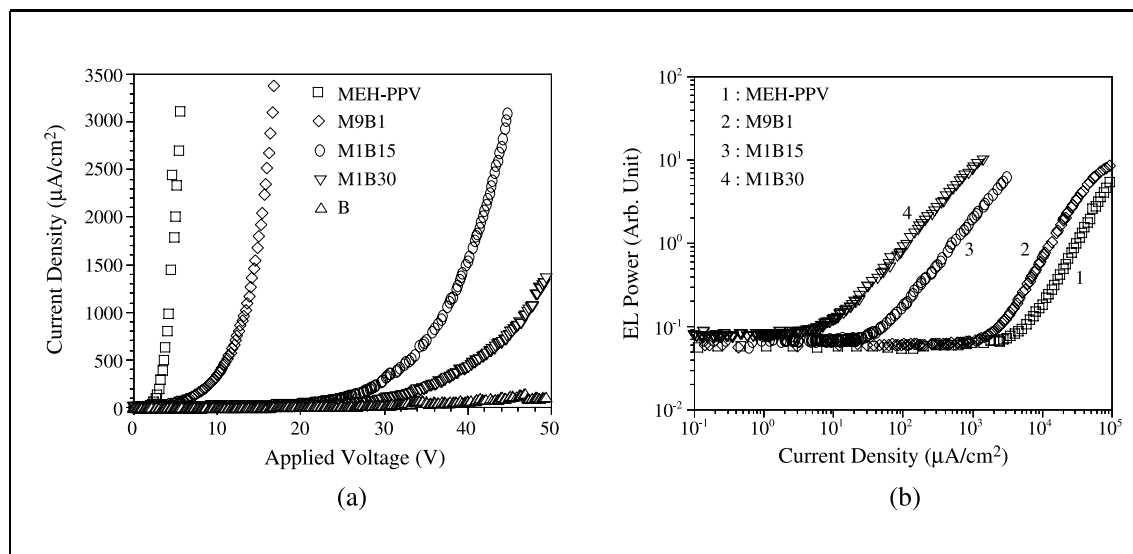 3500
3000
2500
2000
1500
1000
500
0
0 10 20 30 40 50
Current Density (μA/cm²)
Applied Voltage (V)
MEH-PPV
M9B1
M1B15
M1B30
B
(a)
10²
10¹
10⁰
10⁻¹
10⁻²
10⁻¹ 10⁰ 10¹ 10² 10³ 10⁴ 10⁵
EL Power (Arb. Unit)
Current Density (μA/cm²)
1 : MEH-PPV
2 : M9B1
3 : M1B15
4 : M1B30
4
3
2
1
(b)